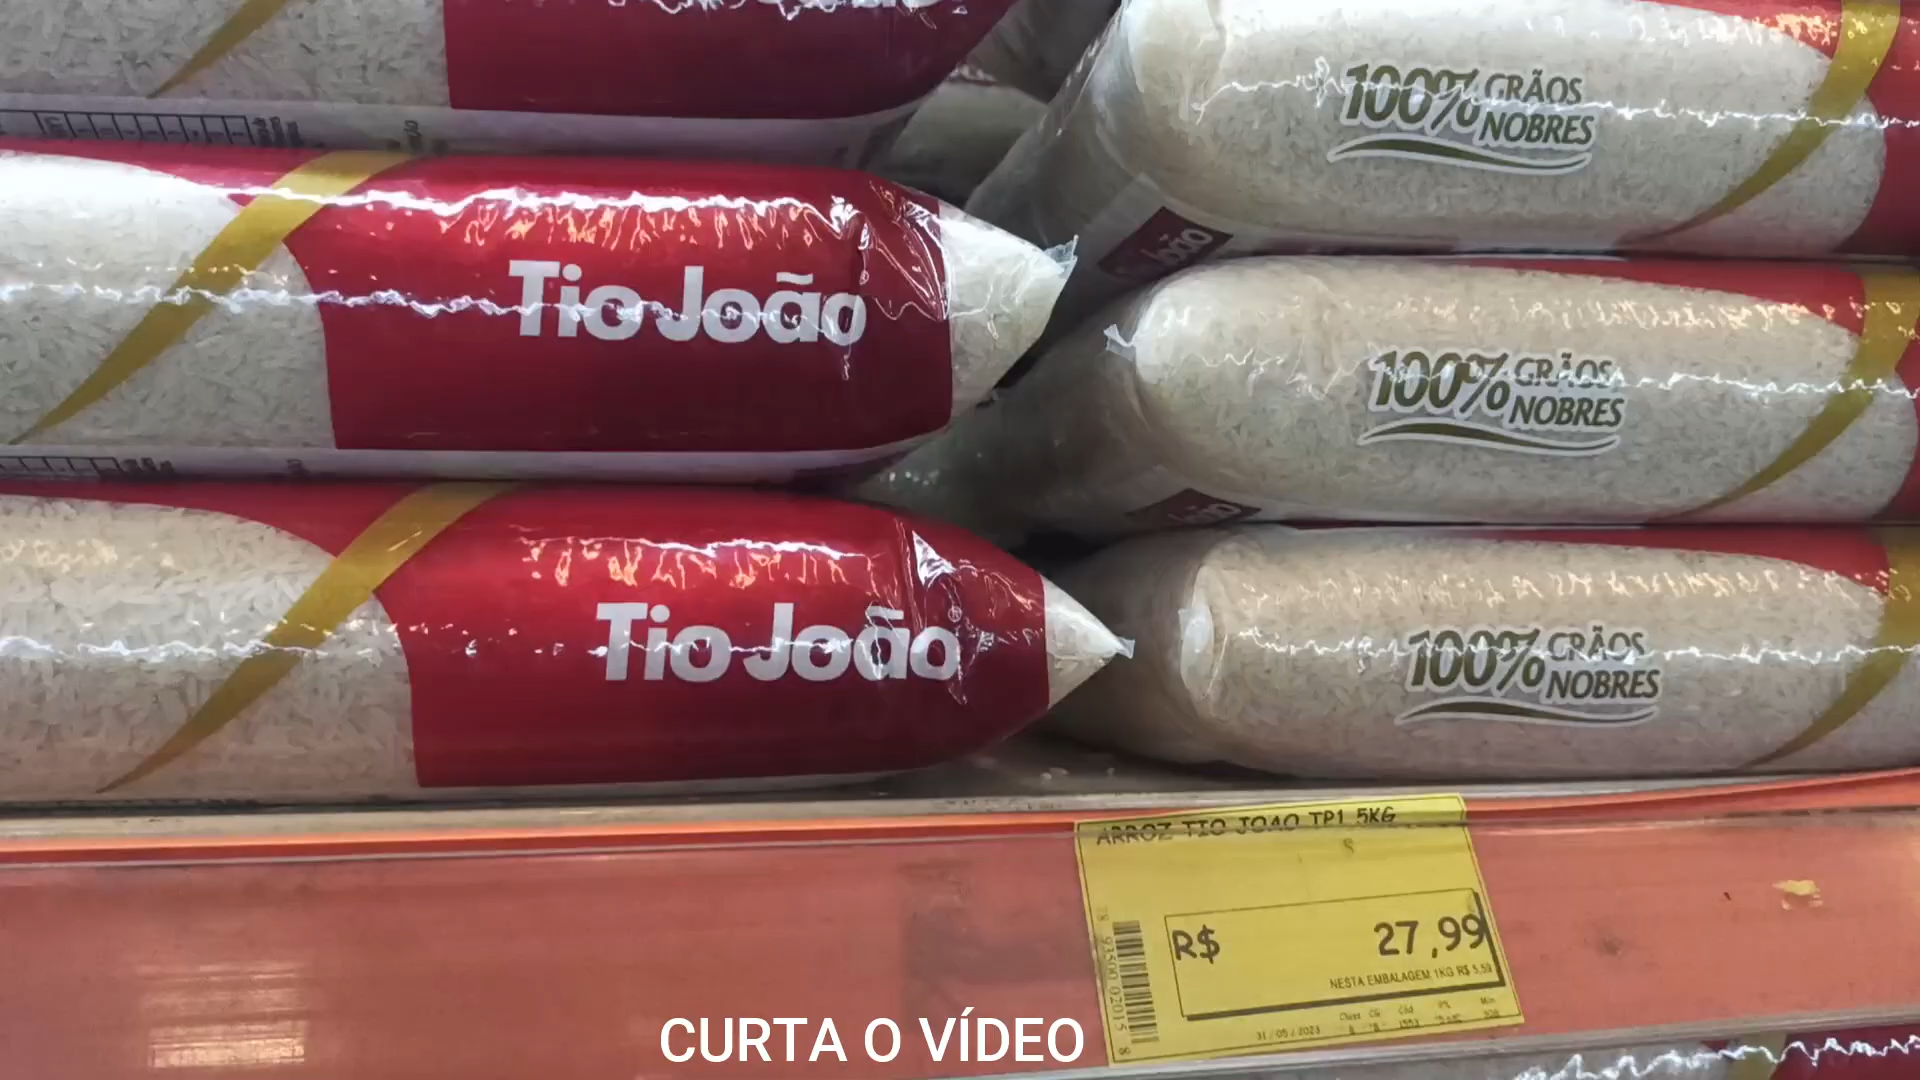 100% GRÃOS
NOBRES
Tio João®
João
100% GRÃOS
NOBRES
Tio João®
100% GRÃOS
NOBRES
ARROZ TIO JOAO TP1 5KG
R$ 27,99
NESTA EMBALAGEM 1KG R$ 5,59
31/05/2023
CURTA O VÍDEO